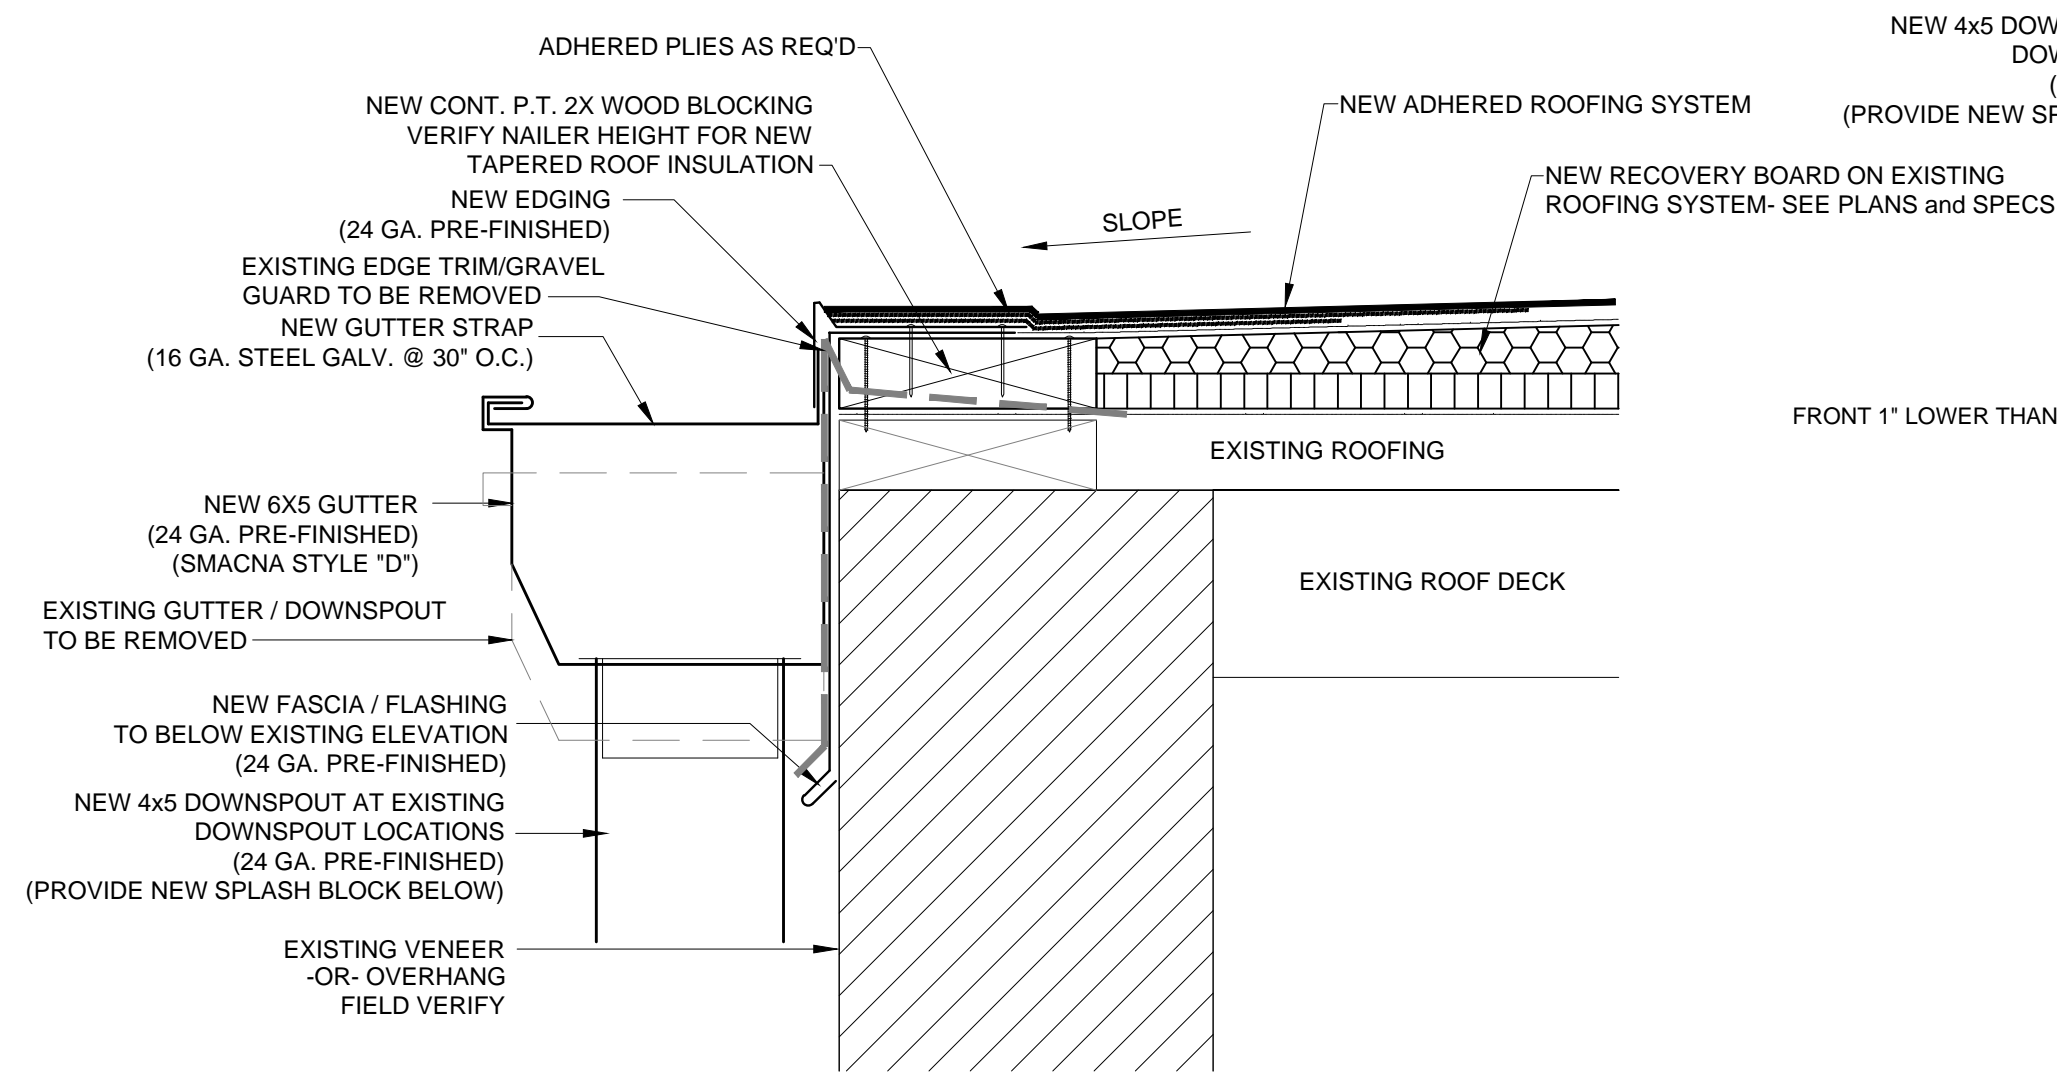 ADHERED PLIES AS REQ'D
NEW CONT. P.T. 2X WOOD BLOCKING
VERIFY NAILER HEIGHT FOR NEW
TAPERED ROOF INSULATION
NEW EDGING
(24 GA. PRE-FINISHED)
EXISTING EDGE TRIM/GRAVEL
GUARD TO BE REMOVED
NEW GUTTER STRAP
(16 GA. STEEL GALV. @ 30" O.C.)
NEW 6X5 GUTTER
(24 GA. PRE-FINISHED)
(SMACNA STYLE "D")
EXISTING GUTTER / DOWNSPOUT
TO BE REMOVED
NEW FASCIA / FLASHING
TO BELOW EXISTING ELEVATION
(24 GA. PRE-FINISHED)
NEW 4x5 DOWNSPOUT AT EXISTING
DOWNSPOUT LOCATIONS
(24 GA. PRE-FINISHED)
(PROVIDE NEW SPLASH BLOCK BELOW)
EXISTING VENEER
-OR- OVERHANG
FIELD VERIFY
SLOPE
NEW ADHERED ROOFING SYSTEM
NEW RECOVERY BOARD ON EXISTING
ROOFING SYSTEM- SEE PLANS and SPECS
EXISTING ROOFING
EXISTING ROOF DECK
NEW 4x5 DOW
DOW
(
(PROVIDE NEW SP
FRONT 1" LOWER THAN